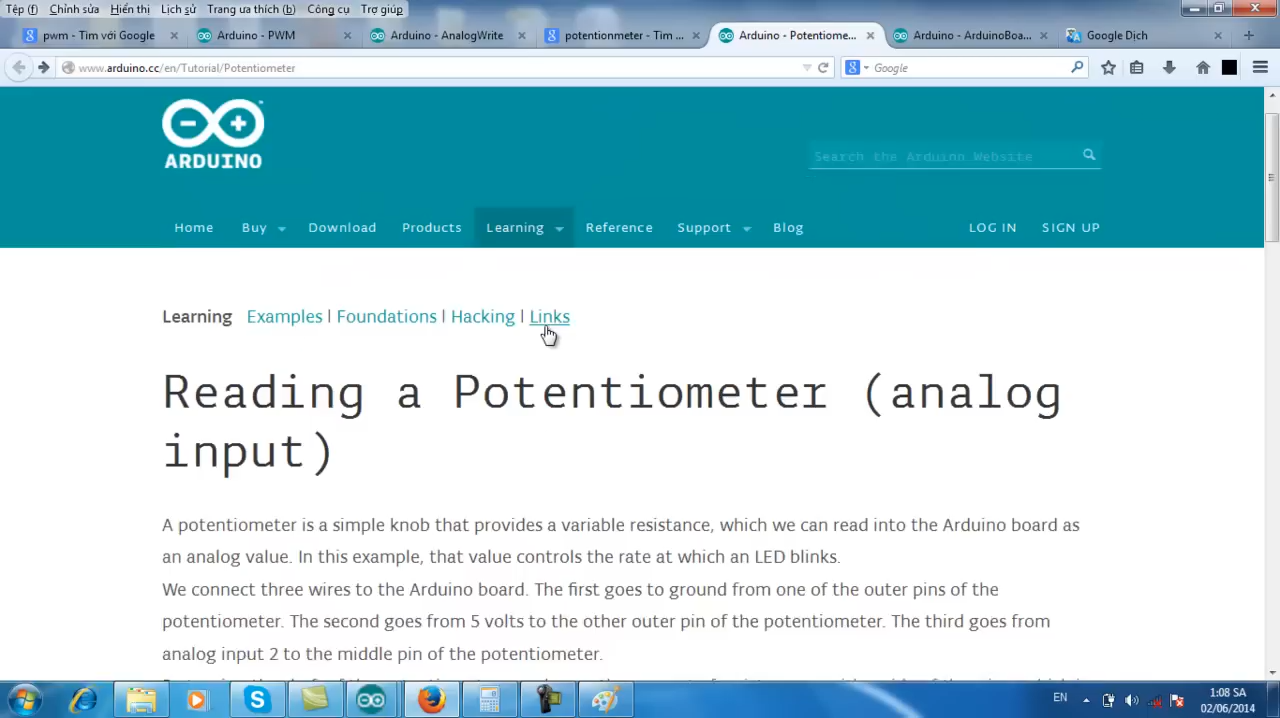 Tệp (f) Chỉnh sửa Hiển thị Lịch sử Trang ưa thích (b) Công cụ Trợ giúp
pwm - Tìm với Google Arduino - PWM Arduino - AnalogWrite potentionmeter - Tìm ... Arduino - Potentiome... Arduino - ArduinoBoa... Google Dịch
www.arduino.cc/en/Tutorial/Potentiometer Google
ARDUINO
Search the Arduino Website
Home Buy Download Products Learning Reference Support Blog LOG IN SIGN UP
Learning Examples | Foundations | Hacking | Links
Reading a Potentiometer (analog
input)
A potentiometer is a simple knob that provides a variable resistance, which we can read into the Arduino board as
an analog value. In this example, that value controls the rate at which an LED blinks.
We connect three wires to the Arduino board. The first goes to ground from one of the outer pins of the
potentiometer. The second goes from 5 volts to the other outer pin of the potentiometer. The third goes from
analog input 2 to the middle pin of the potentiometer.
EN 1:08 SA
02/06/2014